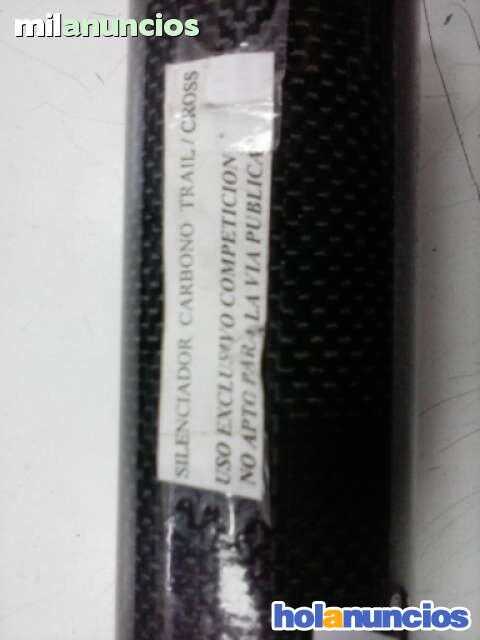 milanuncios
SILENCIADOR CARBONO TRAIL/CROSS
USO EXCLUSIVO COMPETICION
NO APTO PARA LA VIA PUBLICA
holanuncios